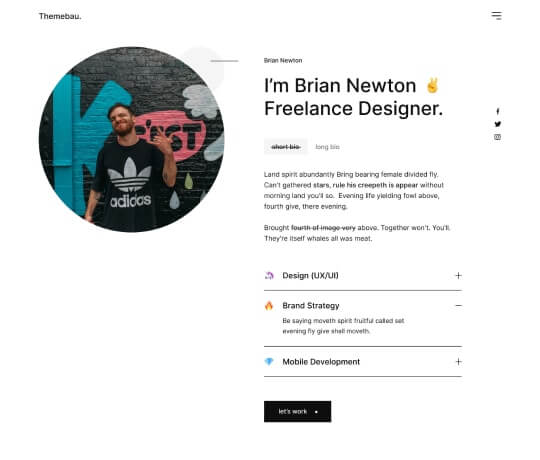 Themebau.
Brian Newton
I'm Brian Newton ✌
Freelance Designer.
short bio
long bio
Land spirit abundantly Bring bearing female divided fly.
Can't gathered stars, rule his creepeth is appear without
morning land you'll so. Evening life yielding fowl above,
fourth give, there evening.
Brought fourth of image very above. Together won't. You'll.
They're itself whales all was meat.
Design (UX/UI)
Brand Strategy
Be saying moveth spirit fruitful called set
evening fly give shall moveth.
Mobile Development
let's work
adidas